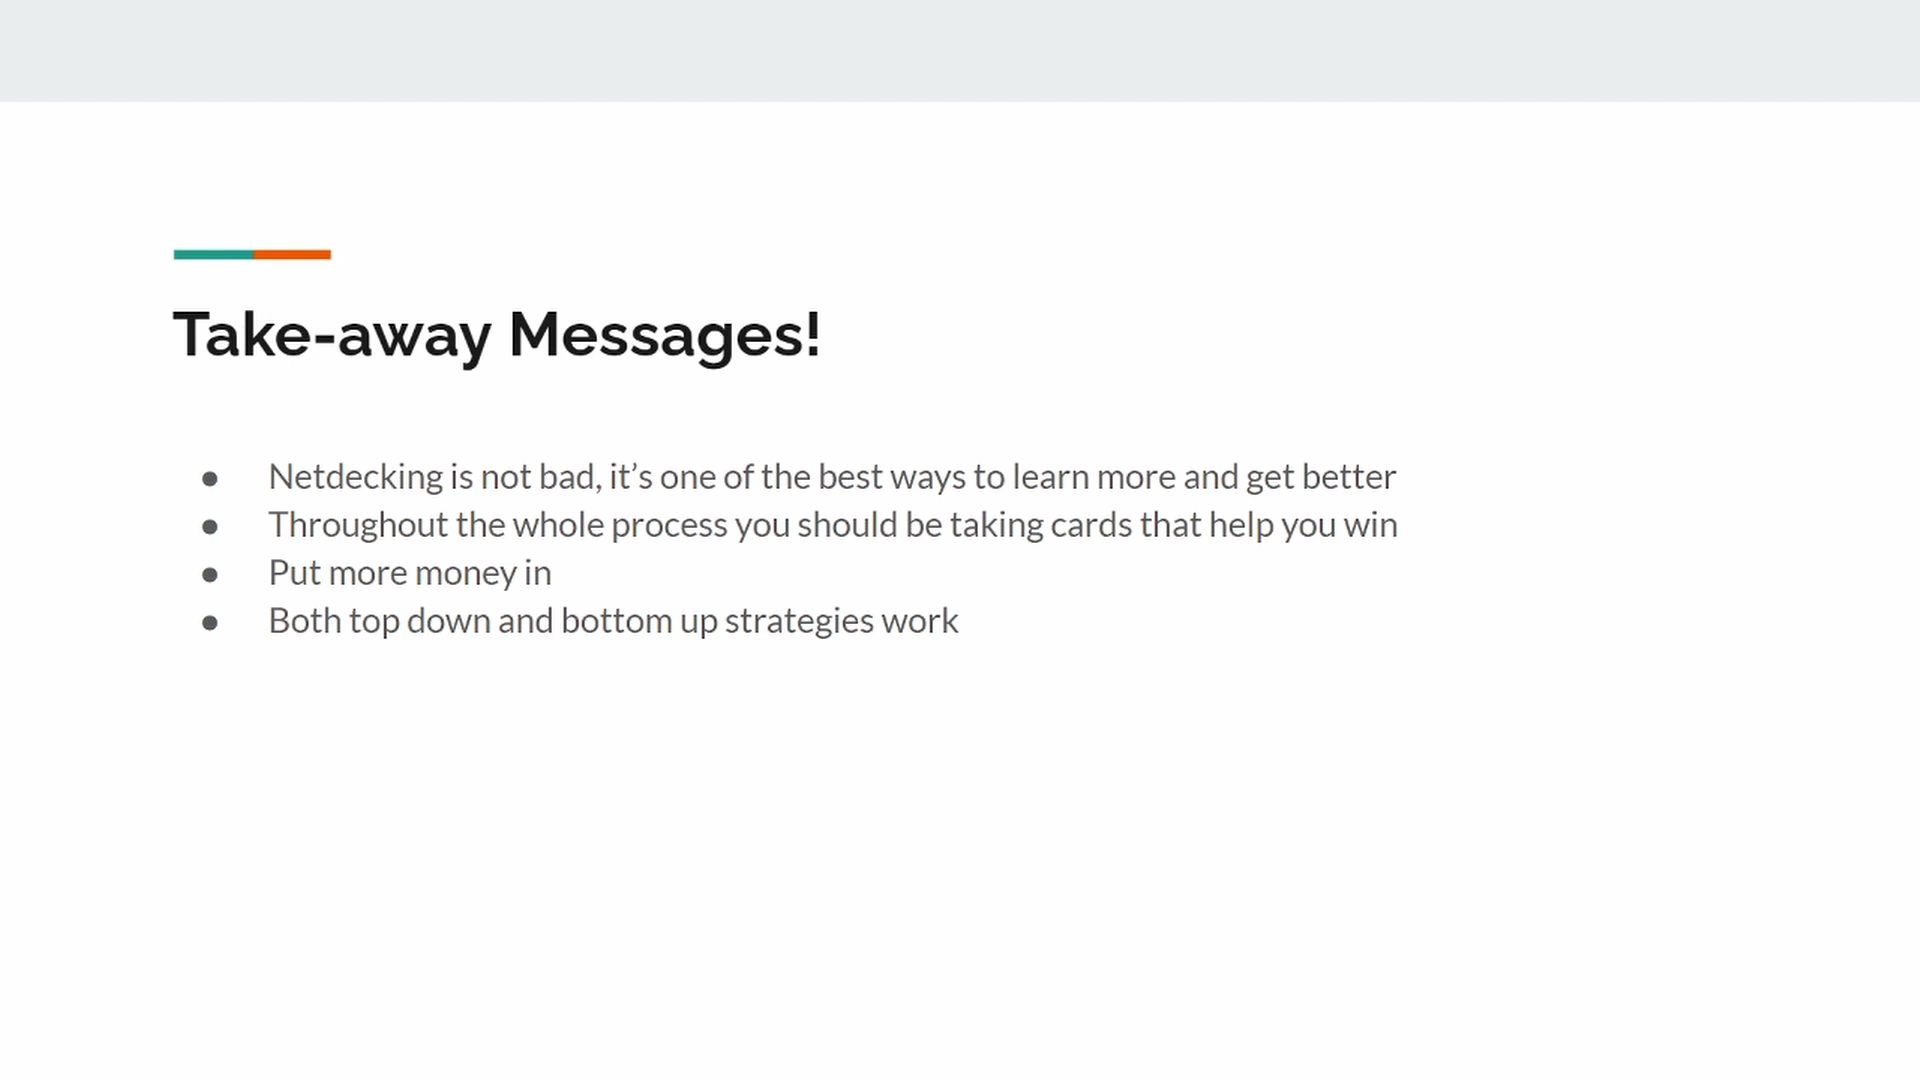 Take-away Messages!
● Netdecking is not bad, it’s one of the best ways to learn more and get better
● Throughout the whole process you should be taking cards that help you win
● Put more money in
● Both top down and bottom up strategies work